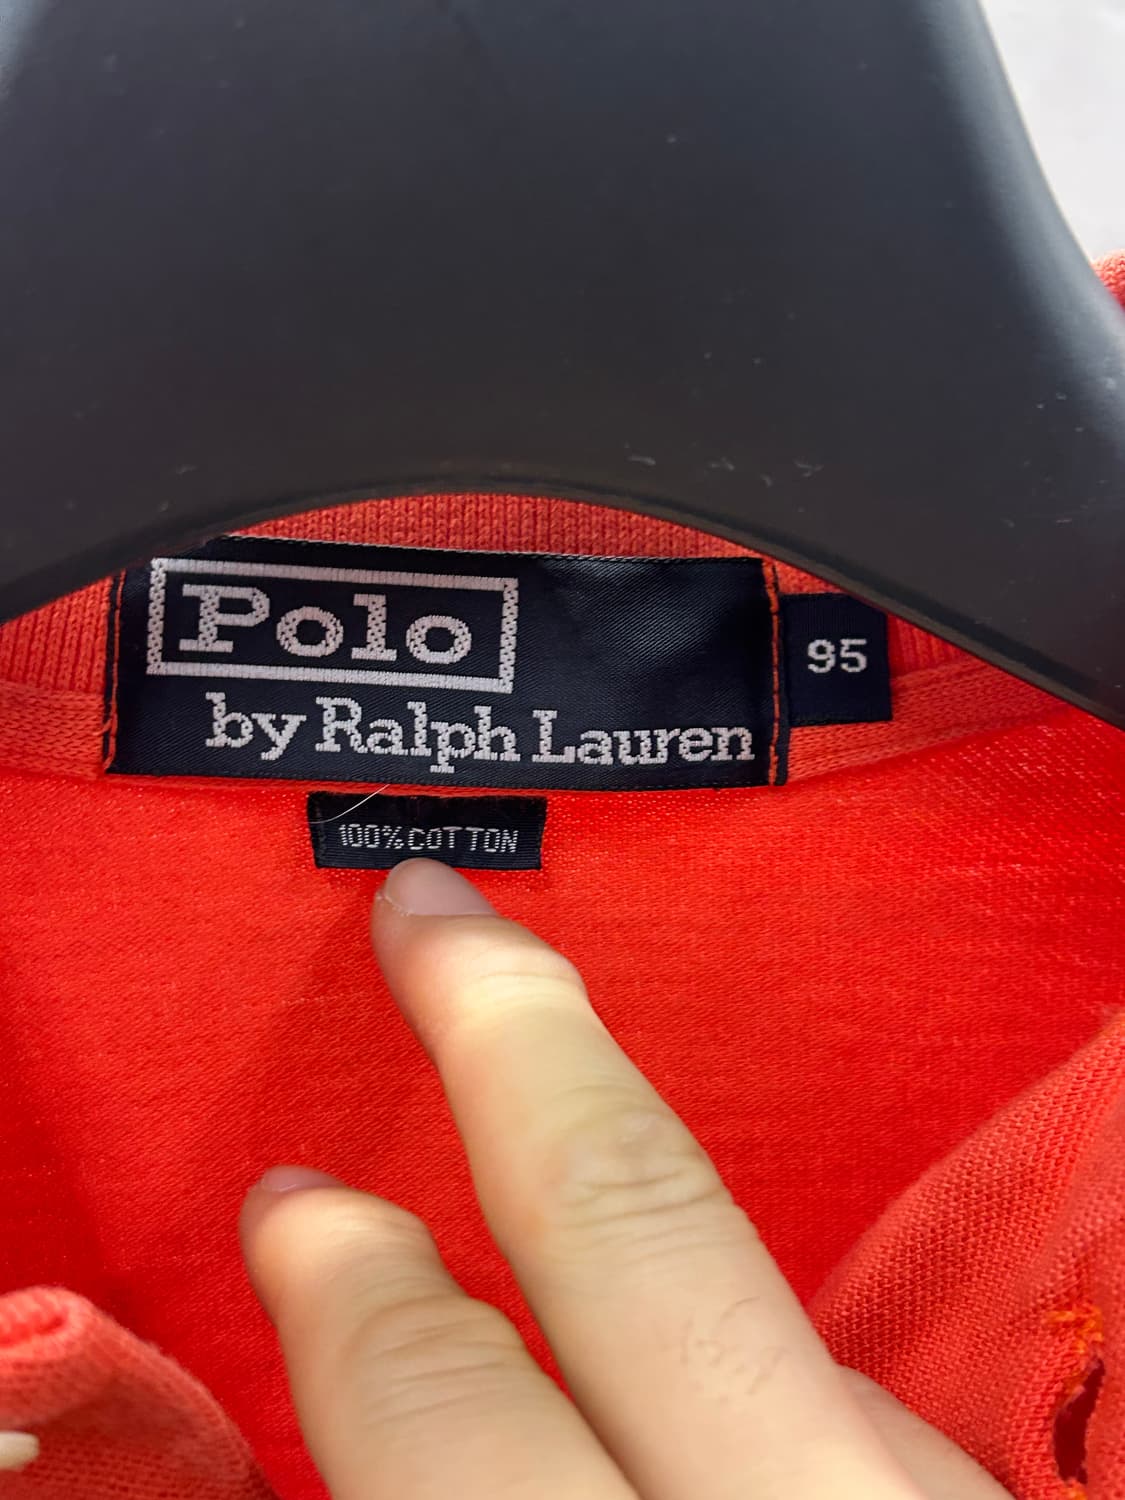 Polo
by Ralph Lauren
95
100% COTTON